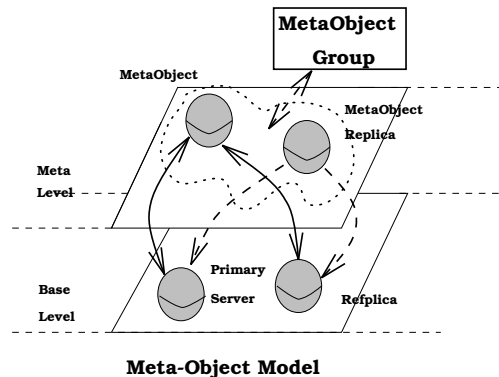 MetaObject
Group
MetaObject
MetaObject
Replica
Meta
Level
Primary
Server
Base
Level
Refplica
Meta-Object Model